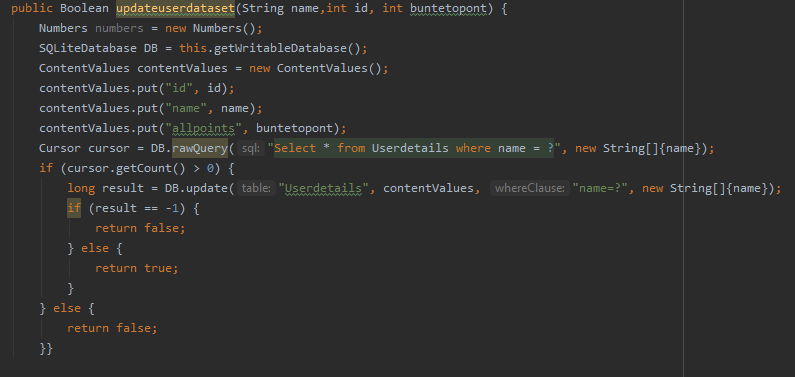 public Boolean updateuserdataset(String name,int id, int buntetopont) {
Numbers numbers = new Numbers();
SQLiteDatabase DB = this.getWritableDatabase();
ContentValues contentValues = new ContentValues();
contentValues.put("id", id);
contentValues.put("name", name);
contentValues.put("allpoints", buntetopont);
Cursor cursor = DB.rawQuery( sql: "Select * from Userdetails where name = ?", new String[]{name});
if (cursor.getCount() > 0) {
long result = DB.update( table: "Userdetails", contentValues, whereClause: "name=?", new String[]{name});
if (result == -1) {
return false;
} else {
return true;
}
} else {
return false;
}}